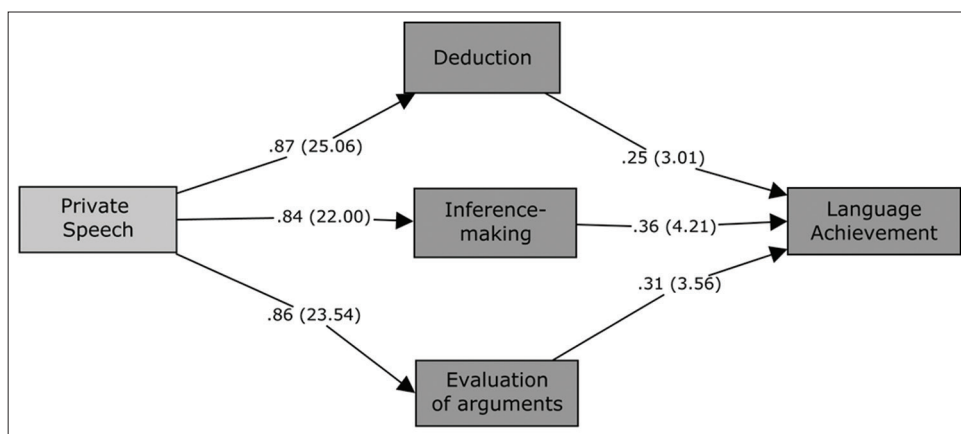 Deduction
.87 (25.06)
.25 (3.01)
Private
Speech
.84 (22.00)
Inference-
making
.36 (4.21)
Language
Achievement
.31 (3.56)
.86 (23.54)
Evaluation
of arguments